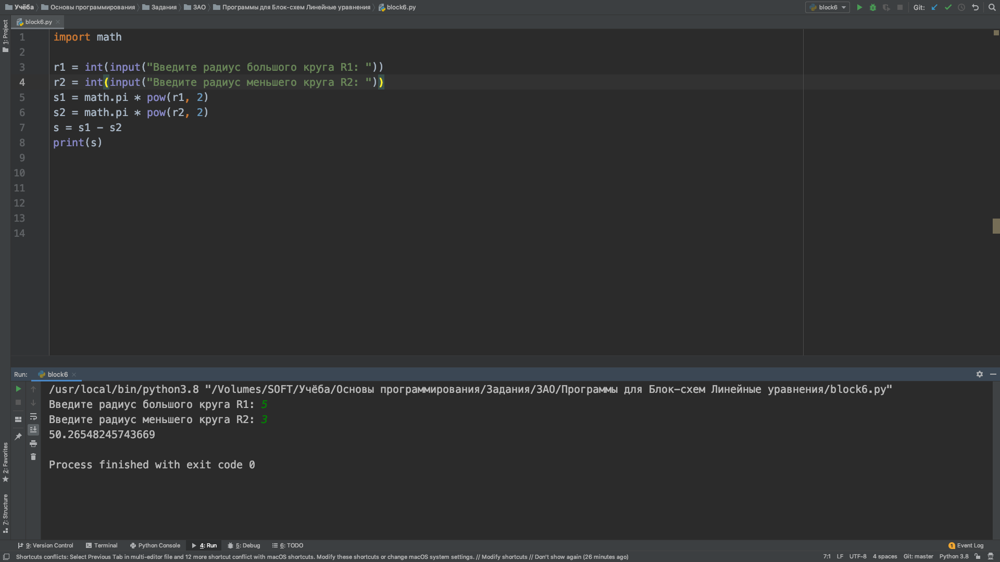 Учёба Основы программирования Задания ЗАО Программы для Блок-схем Линейные уравнения block6.py block6 Git:
block6.py
1: Project
1 import math
2
3 r1 = int(input("Введите радиус большого круга R1: "))
4 r2 = int(input("Введите радиус меньшего круга R2: "))
5 s1 = math.pi * pow(r1, 2)
6 s2 = math.pi * pow(r2, 2)
7 s = s1 - s2
8 print(s)
9
10
11
12
13
14
Run: block6
/usr/local/bin/python3.8 "/Volumes/SOFT/Учёба/Основы программирования/Задания/ЗАО/Программы для Блок-схем Линейные уравнения/block6.py"
Введите радиус большого круга R1: 5
Введите радиус меньшего круга R2: 3
50.26548245743669
Process finished with exit code 0
2: Favorites
7: Structure
9: Version Control Terminal Python Console 4: Run 5: Debug 6: TODO 1 Event Log
Shortcuts conflicts: Select Previous Tab in multi-editor file and 12 more shortcut conflict with macOS shortcuts. Modify these shortcuts or change macOS system settings. // Modify shortcuts // Don't show again (26 minutes ago) 7:1 LF UTF-8 4 spaces Git: master Python 3.8